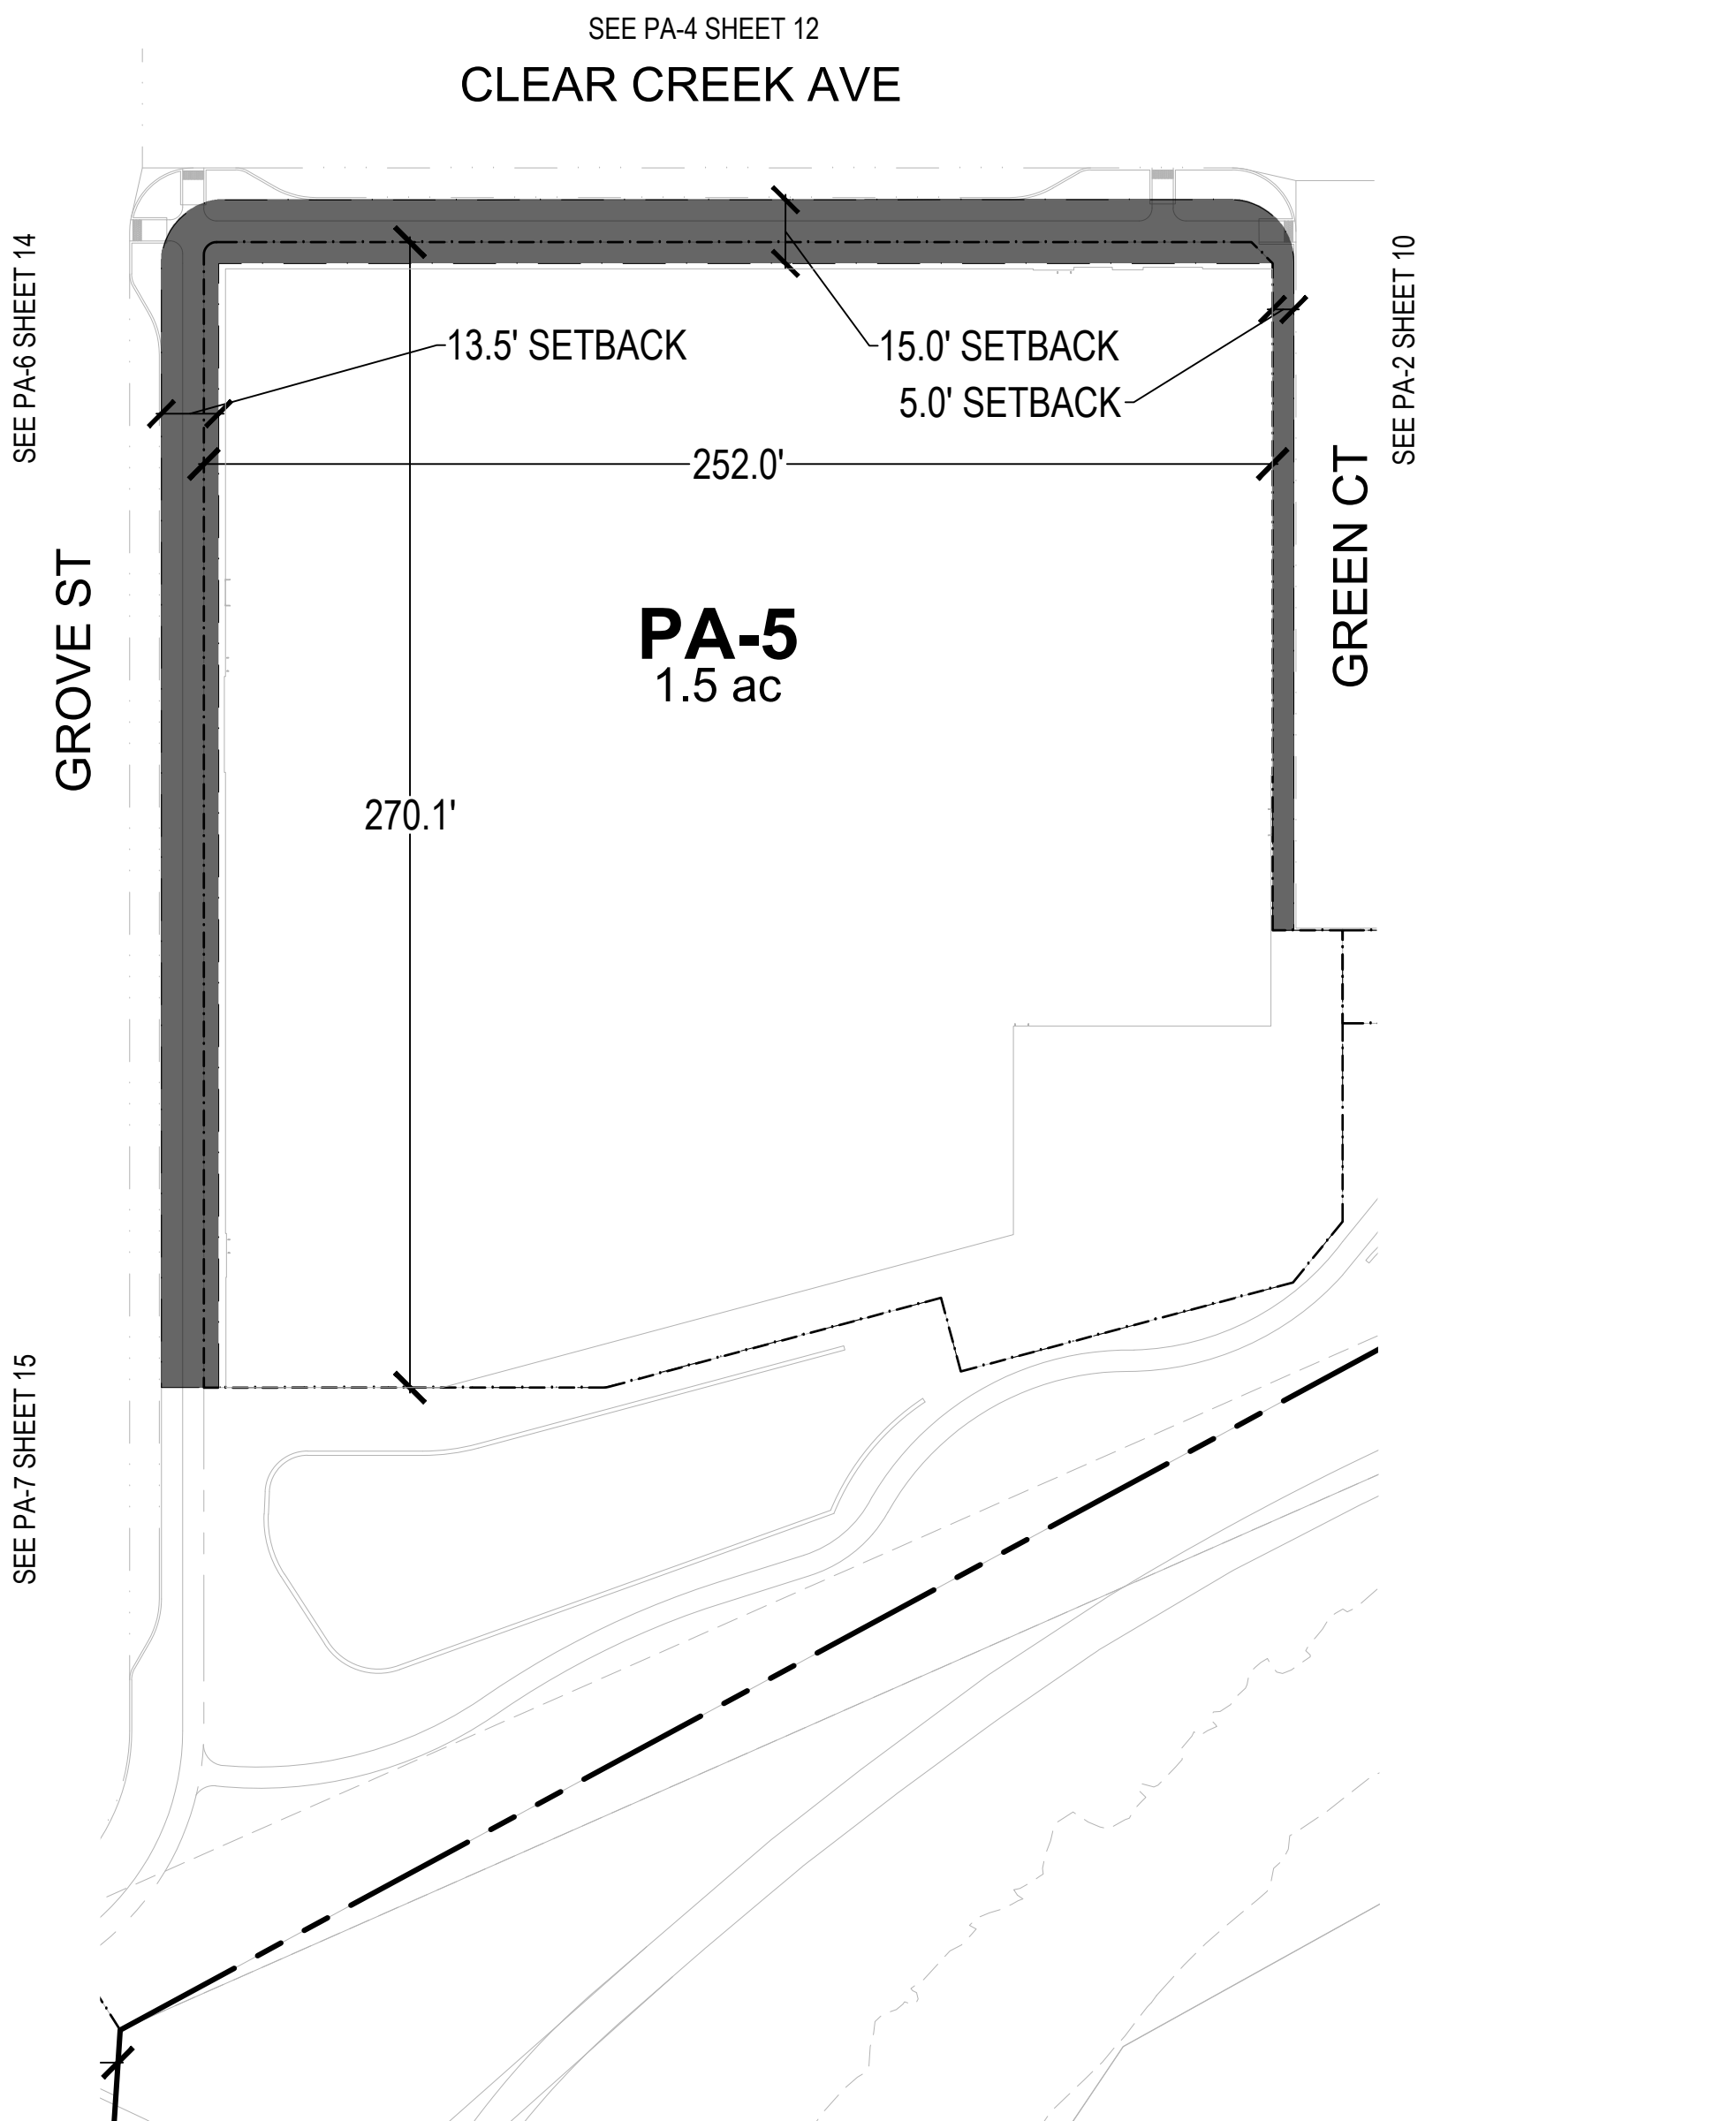 SEE PA-4 SHEET 12
CLEAR CREEK AVE
SEE PA-6 SHEET 14
SEE PA-2 SHEET 10
13.5' SETBACK
15.0' SETBACK
5.0' SETBACK
252.0'
GROVE ST
GREEN CT
PA-5
1.5 ac
270.1'
SEE PA-7 SHEET 15